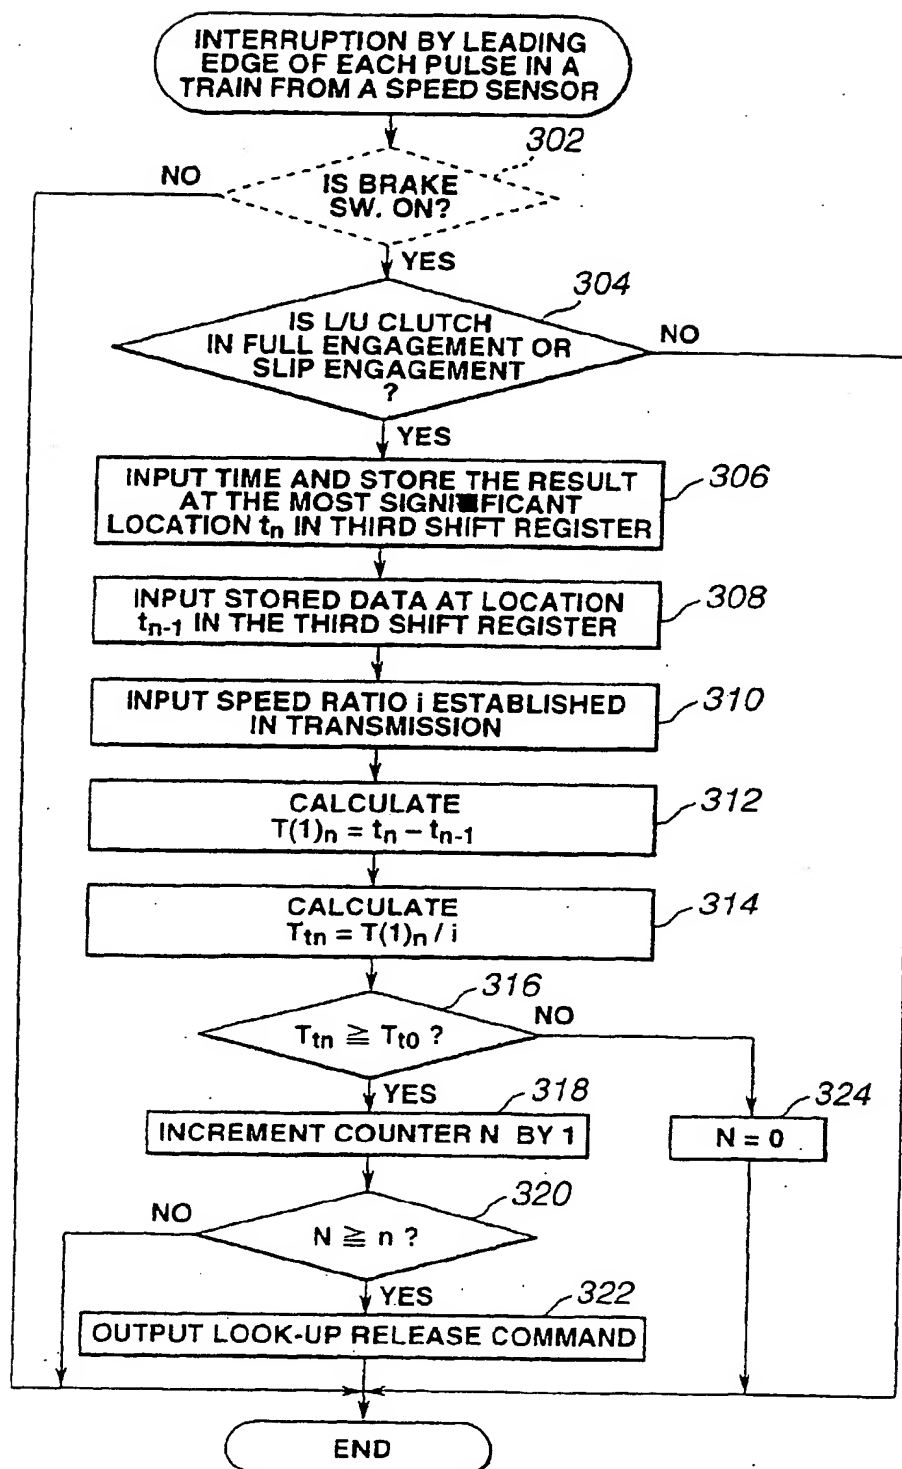 INTERRUPTION BY LEADING
EDGE OF EACH PULSE IN A
TRAIN FROM A SPEED SENSOR
302
NO
IS BRAKE
SW. ON?
YES
304
IS L/U CLUTCH
IN FULL ENGAGEMENT OR
SLIP ENGAGEMENT
?
NO
YES
306
INPUT TIME AND STORE THE RESULT
AT THE MOST SIGNIFICANT
LOCATION tn IN THIRD SHIFT REGISTER
308
INPUT STORED DATA AT LOCATION
tn-1 IN THE THIRD SHIFT REGISTER
310
INPUT SPEED RATIO i ESTABLISHED
IN TRANSMISSION
312
CALCULATE
T(1)n = tn – tn-1
314
CALCULATE
Ttn = T(1)n / i
316
Ttn ≧ Tt0 ?
NO
YES
318
INCREMENT COUNTER N BY 1
324
N = 0
320
NO
N ≧ n ?
YES
322
OUTPUT LOOK-UP RELEASE COMMAND
END